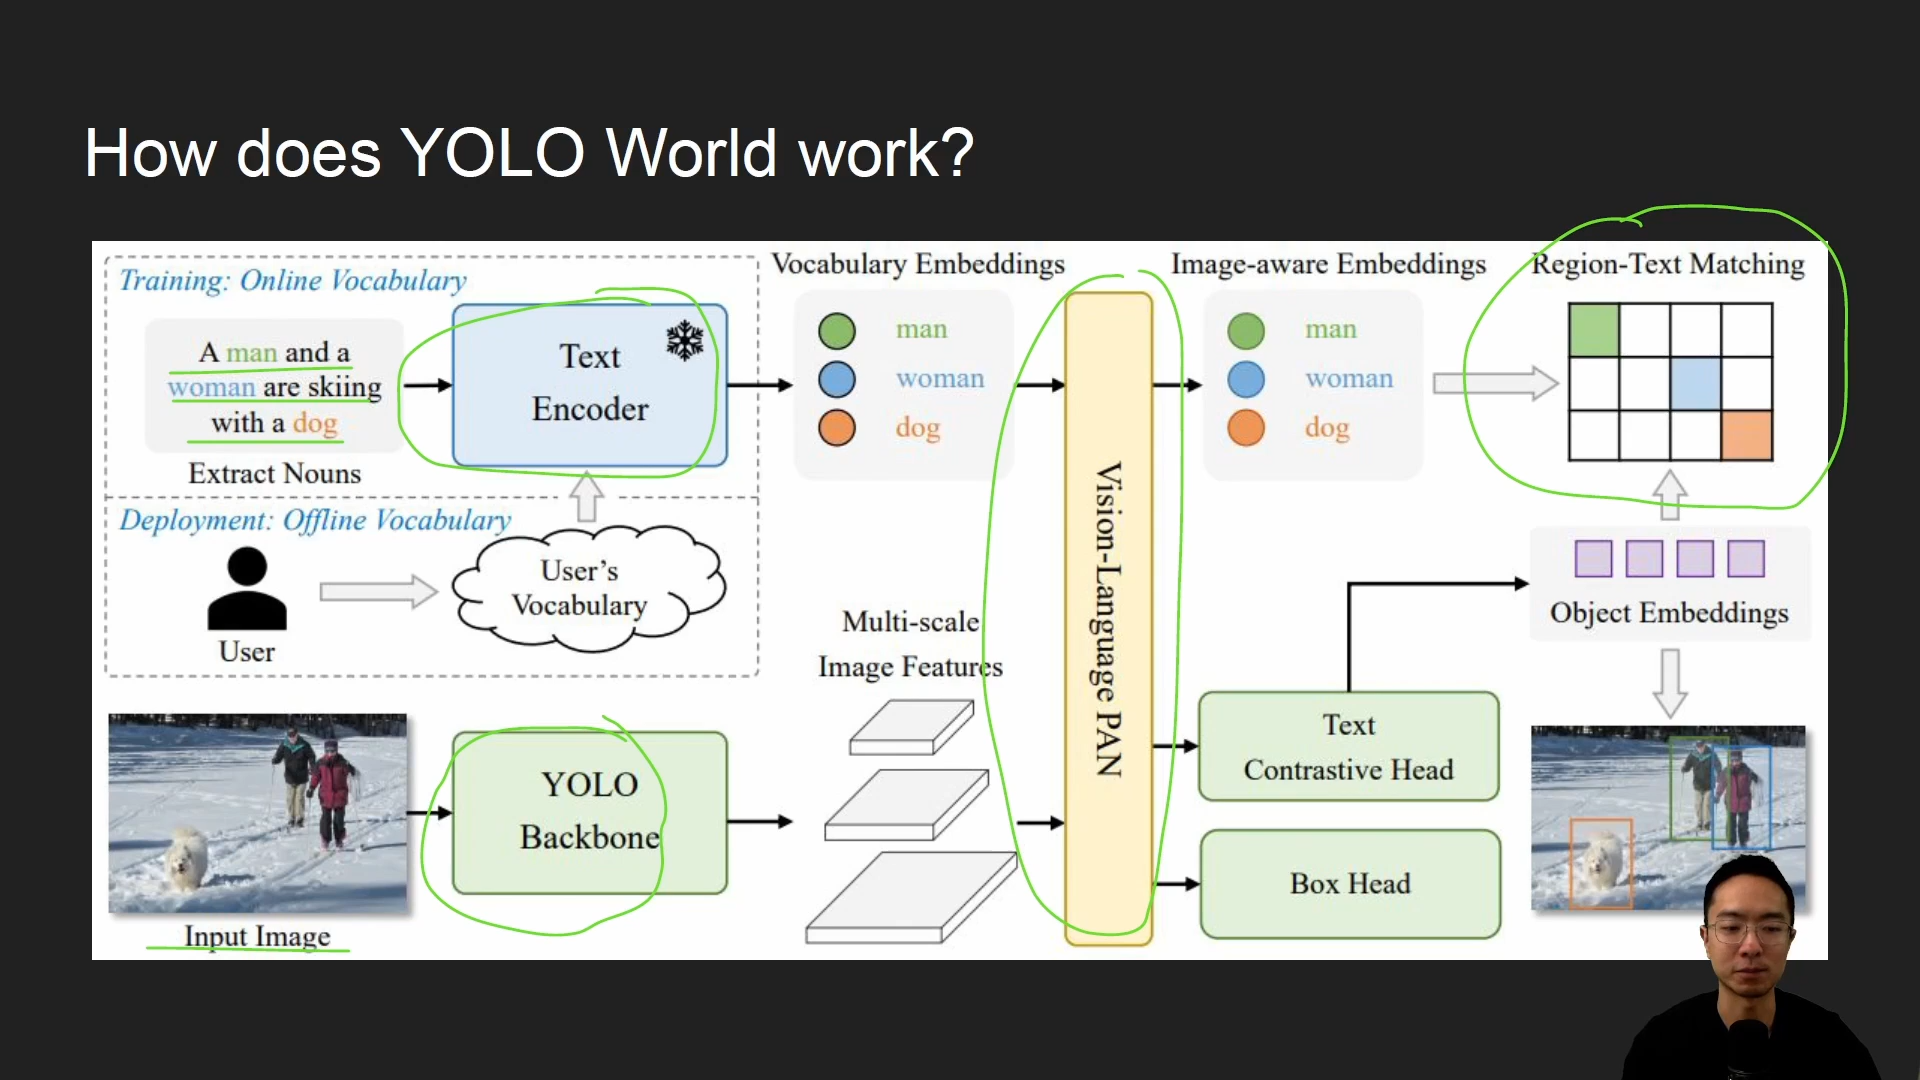 How does YOLO World work?
Training: Online Vocabulary
A man and a
woman are skiing
with a dog
Extract Nouns
Text
Encoder
Vocabulary Embeddings
man
woman
dog
Vision-Language PAN
Image-aware Embeddings
man
woman
dog
Region-Text Matching
Deployment: Offline Vocabulary
User
User's
Vocabulary
Multi-scale
Image Features
Object Embeddings
Input Image
YOLO
Backbone
Text
Contrastive Head
Box Head